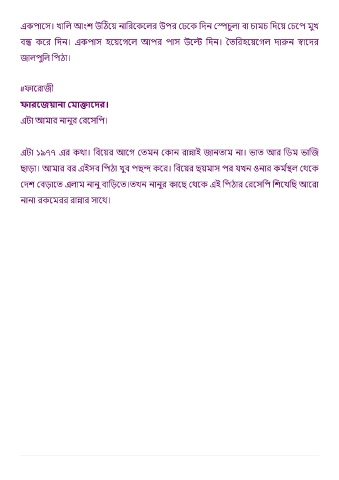 একপাসে। খালি আংশ উঠিয়ে নারিকেলের উপর ঢেকে দিন স্পেচুলা বা চামচ দিয়ে চেপে মুখ
বন্ধ করে দিন। একপাস হয়েগেলে আপর পাস উল্টে দিন। তৈরিহয়েগেল দারুন স্বাদের
জালপুলি পিঠা।
#ফারোজী
ফারজেয়ানা মোক্তাদের।
এটা আমার নানুর রেসেপি।
এটা ১৯৭৭ এর কথা। বিয়ের আগে তেমন কোন রান্নাই জানতাম না। ভাত আর ডিম ভাজি
ছাড়া। আমার বর এইসব পিঠা খুব পছন্দ করে। বিয়ের ছয়মাস পর যখন ওনার কর্মস্থল থেকে
দেশ বেড়াতে এলাম নানু বাড়িতে।তখন নানুর কাছে থেকে এই পিঠার রেসেপি শিখেছি আরো
নানা রকমেরর রান্নার সাথে।